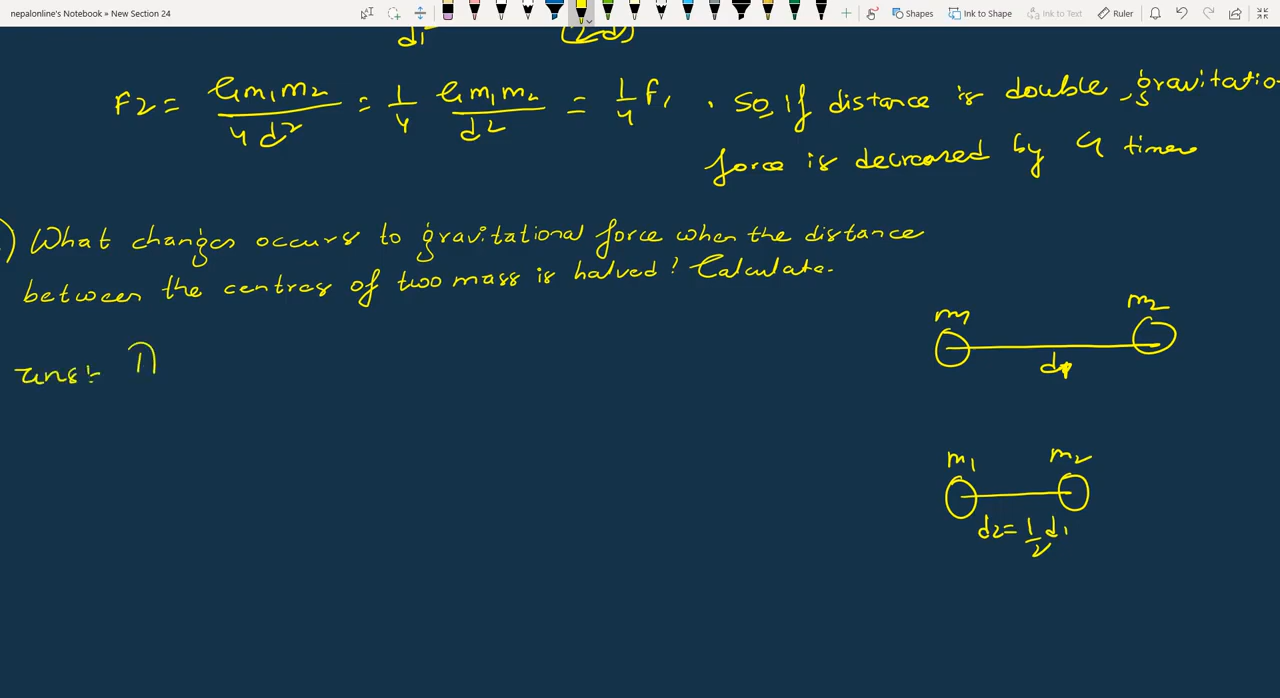 nepalonline's Notebook » New Section 24
Shapes Ink to Shape Ink to Text Ruler
d1² (2d)
F2 = Gm1m2 / 4d² = 1/4 Gm1m2 / d² = 1/4 F1 . So, if distance is double, gravitatio
force is decreased by 4 times
) What changes occurs to gravitational force when the distance
between the centres of two mass is halved? Calculate.
m1 m2
ans:-
d1
m1 m2
d2 = 1/2 d1